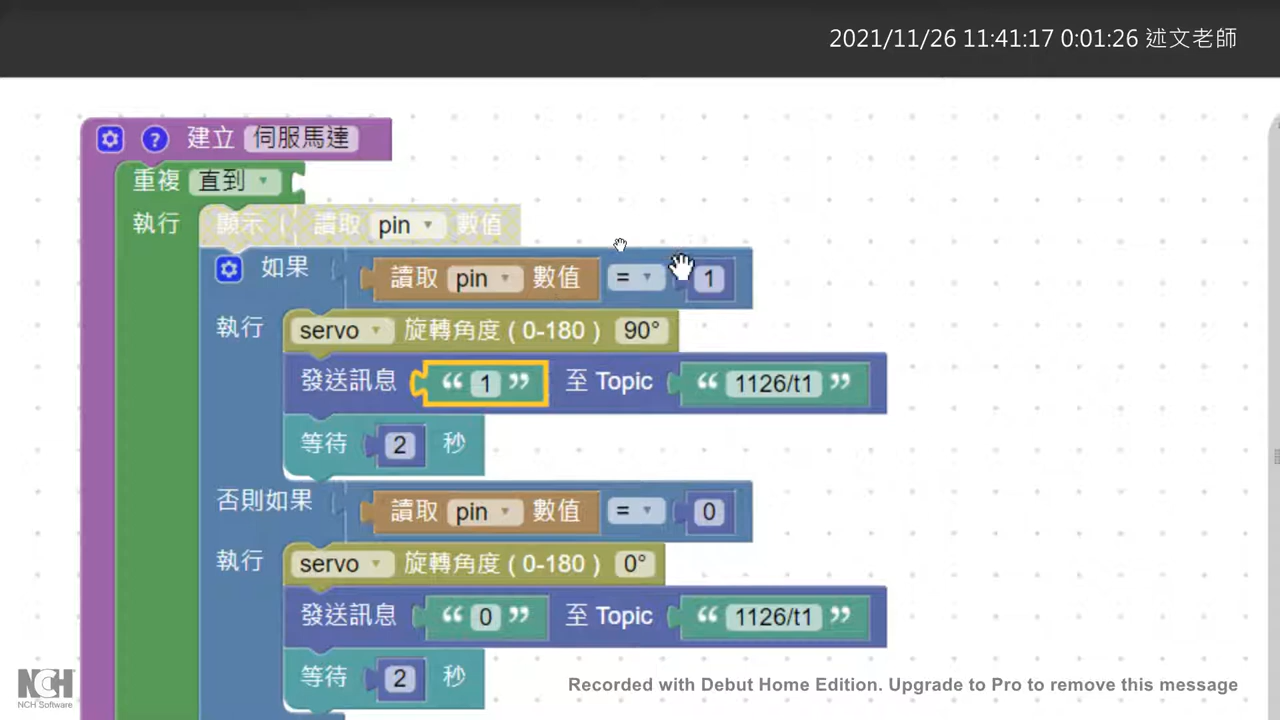 2021/11/26 11:41:17 0:01:26 述文老師
建立 伺服馬達
重複 直到
執行 顯示 讀取 pin 數值
如果 讀取 pin 數值 = 1
執行 servo 旋轉角度 ( 0-180 ) 90°
發送訊息 “ 1 ” 至 Topic “ 1126/t1 ”
等待 2 秒
否則如果 讀取 pin 數值 = 0
執行 servo 旋轉角度 ( 0-180 ) 0°
發送訊息 “ 0 ” 至 Topic “ 1126/t1 ”
等待 2 秒
NCH
NCH Software
Recorded with Debut Home Edition. Upgrade to Pro to remove this message